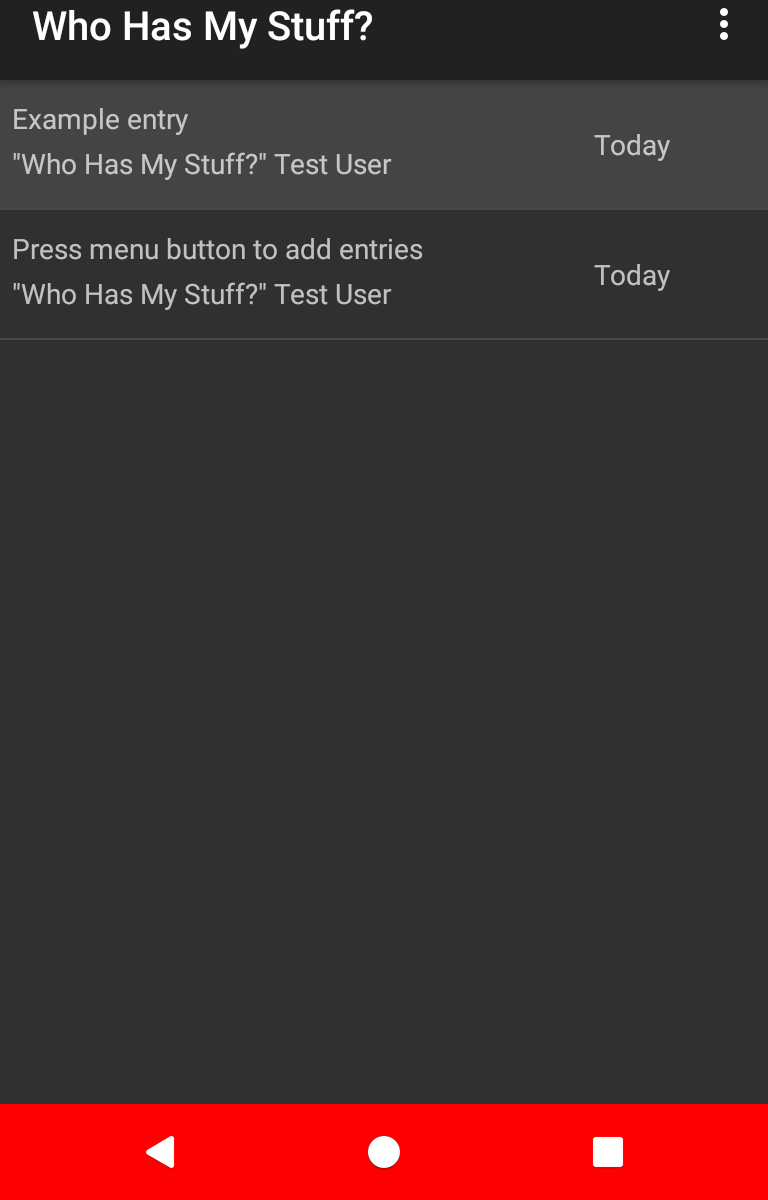 Who Has My Stuff?
Example entry
"Who Has My Stuff?" Test User
Today
Press menu button to add entries
"Who Has My Stuff?" Test User
Today